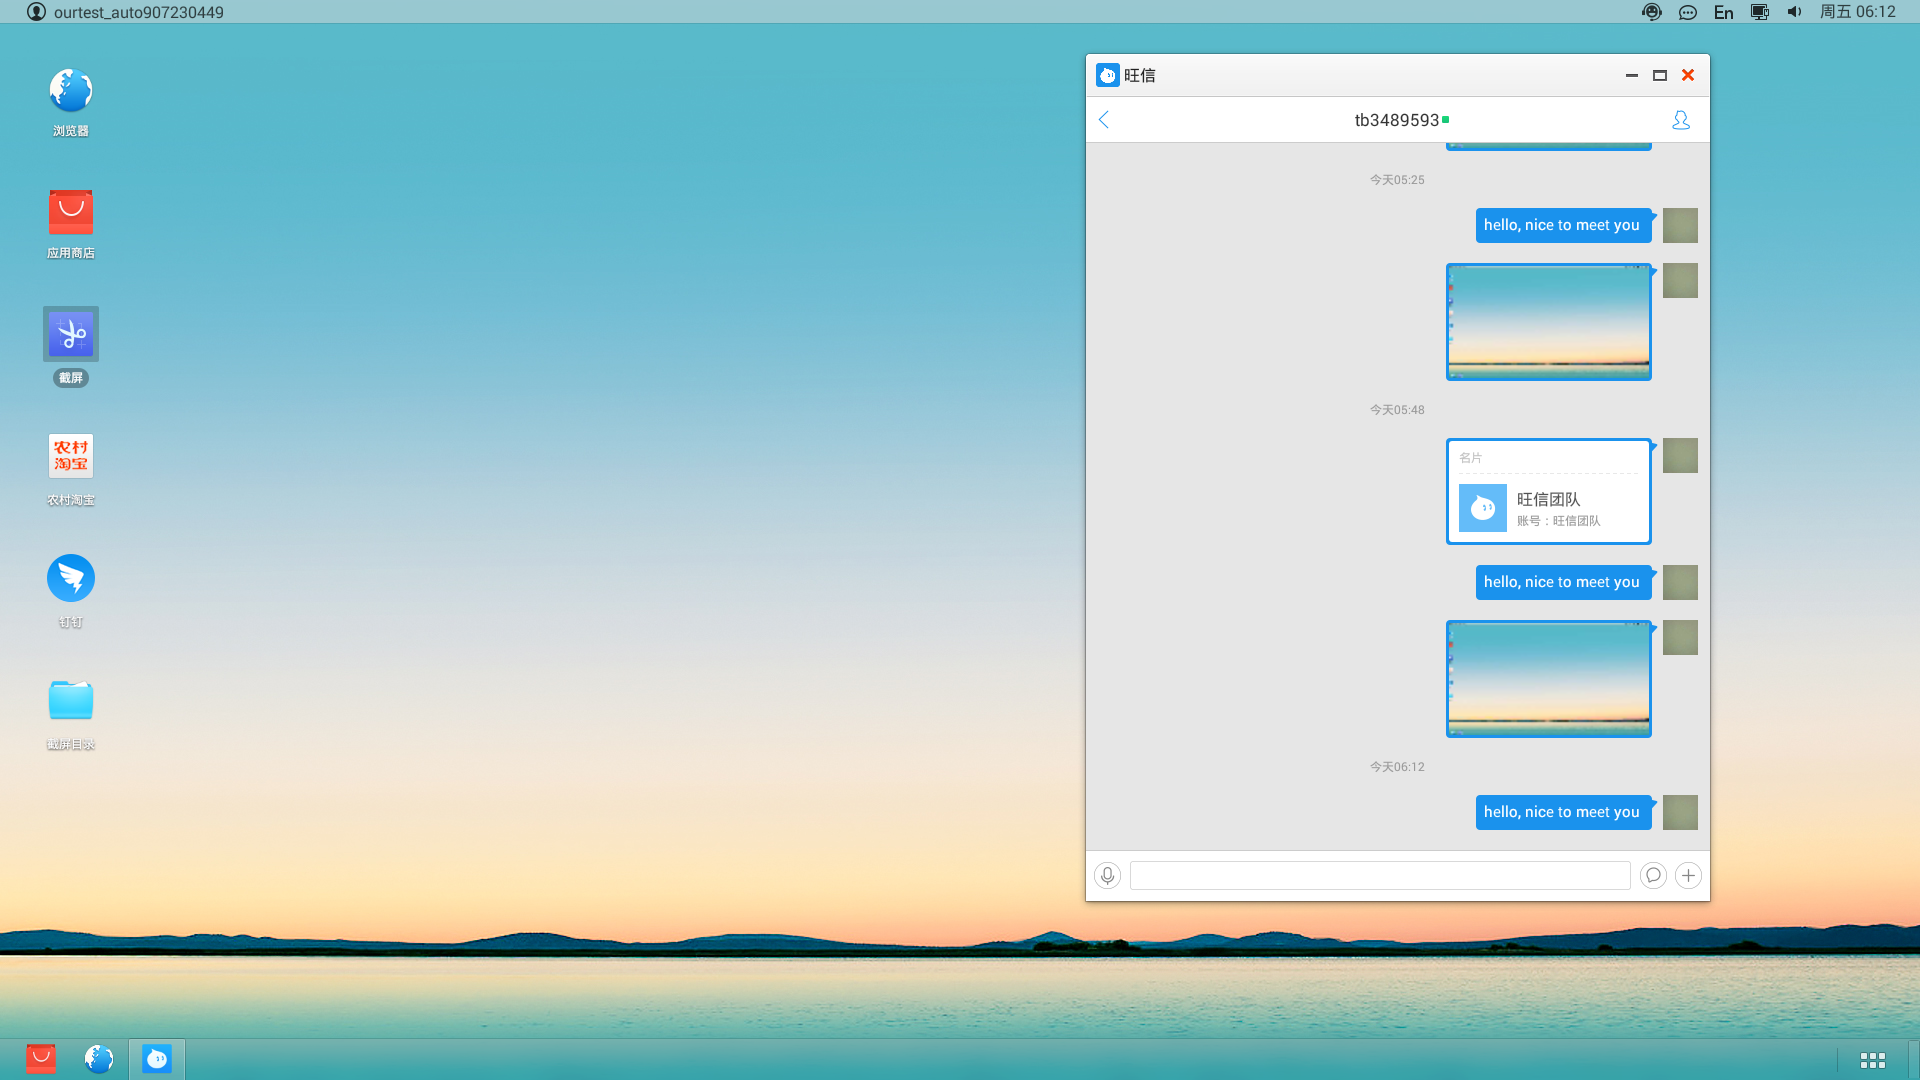 ourtest_auto907230449
En
周五 06:12
浏览器
应用商店
截屏
农村
淘宝
农村淘宝
钉钉
截屏目录
旺信
tb3489593
今天05:25
hello, nice to meet you
今天05:48
名片
旺信团队
账号：旺信团队
hello, nice to meet you
今天06:12
hello, nice to meet you